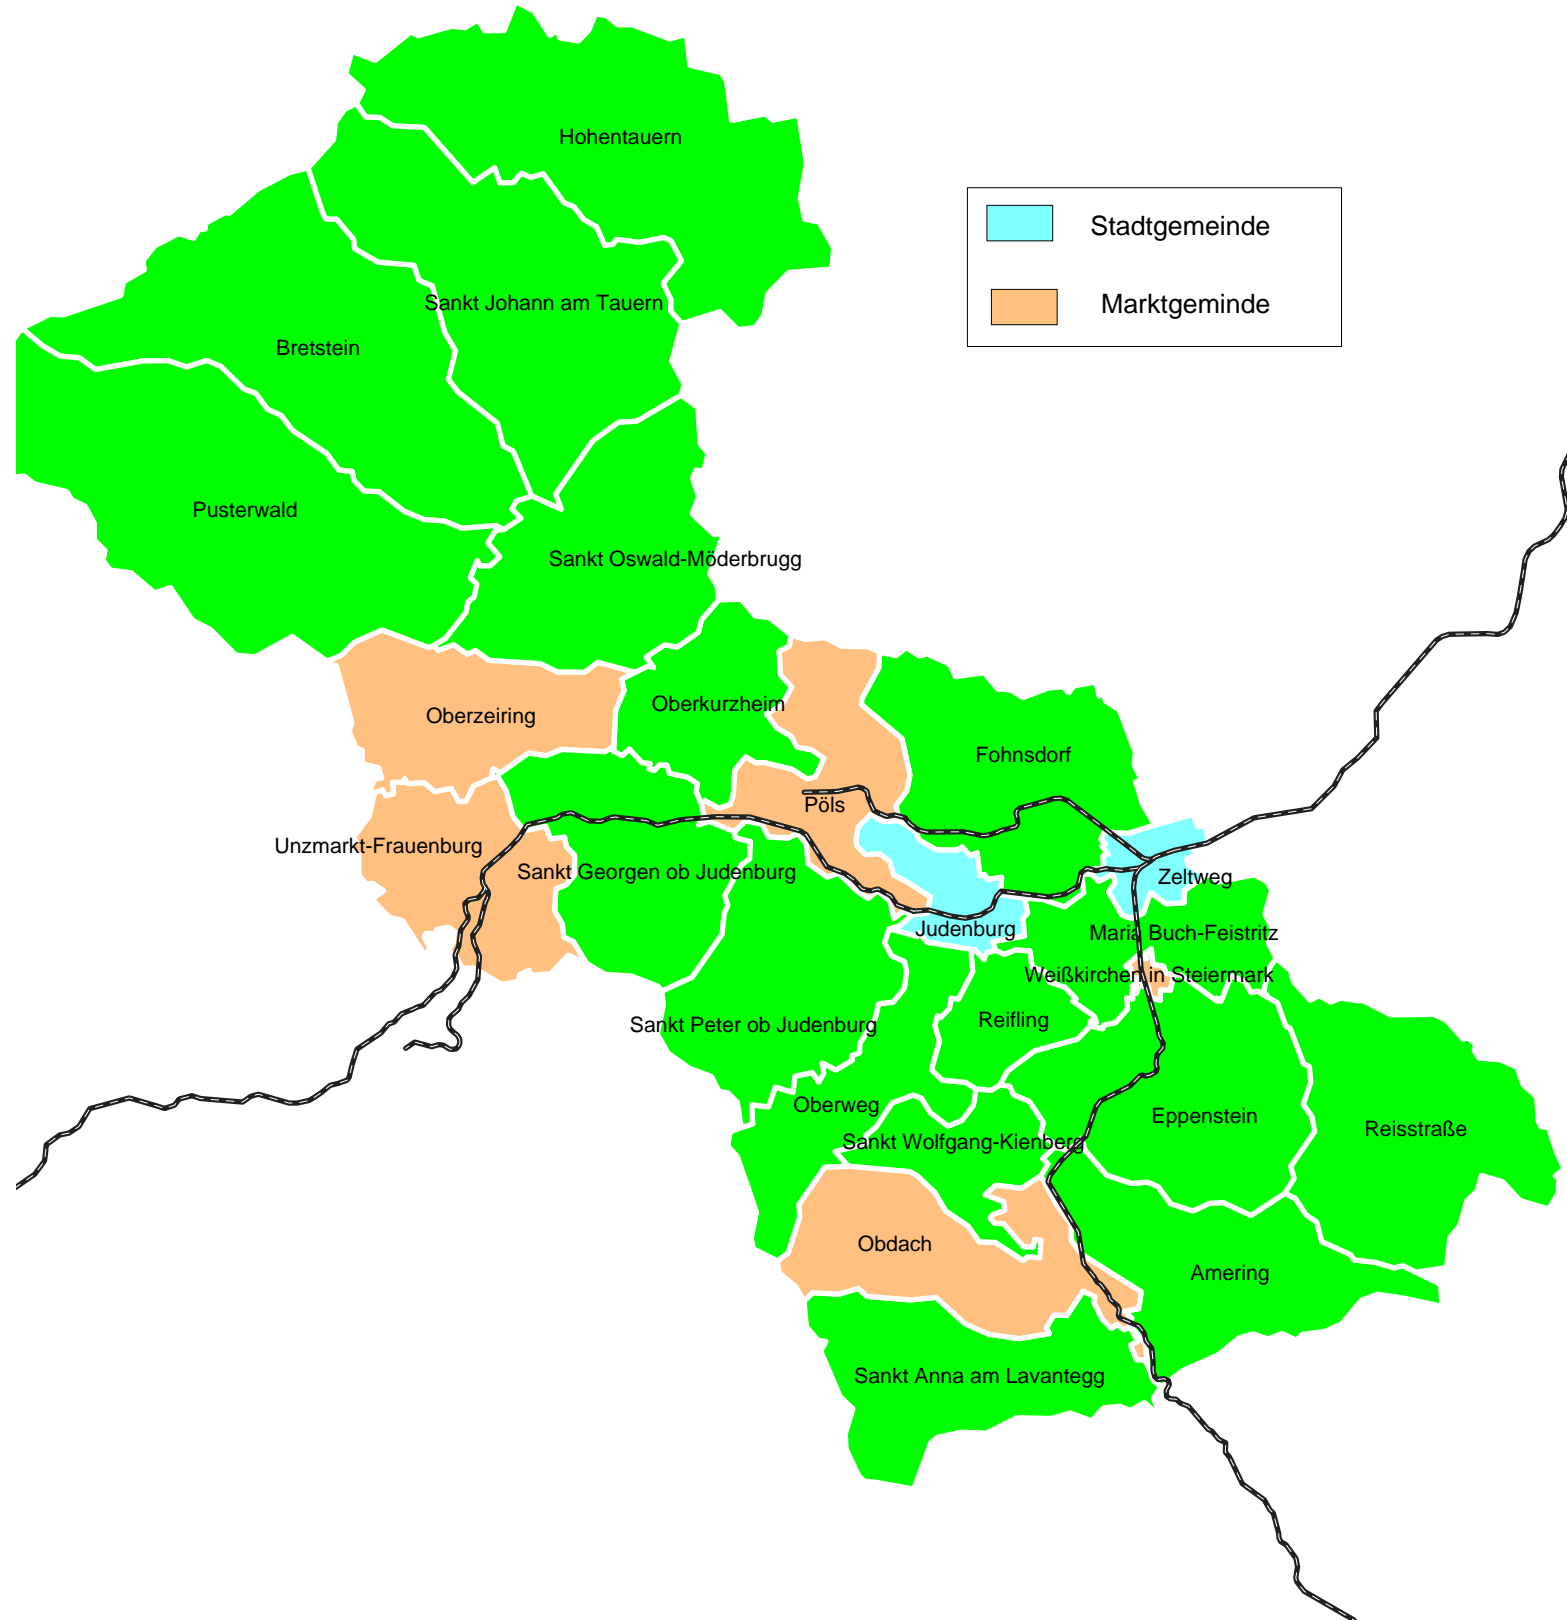 Hohentauern
Stadtgemeinde
Sankt Johann am Tauern
Marktgeminde
Bretstein
Pusterwald
Sankt Oswald-Möderbrugg
Oberkurzheim
Oberzeiring
Fohnsdorf
Pöls
Unzmarkt-Frauenburg
Sankt Georgen ob Judenburg
Zeltweg
Judenburg
Maria Buch-Feistritz
Weißkirchen in Steiermark
Reifling
Sankt Peter ob Judenburg
Oberweg
Eppenstein
Reisstraße
Sankt Wolfgang-Kienberg
Obdach
Amering
Sankt Anna am Lavantegg